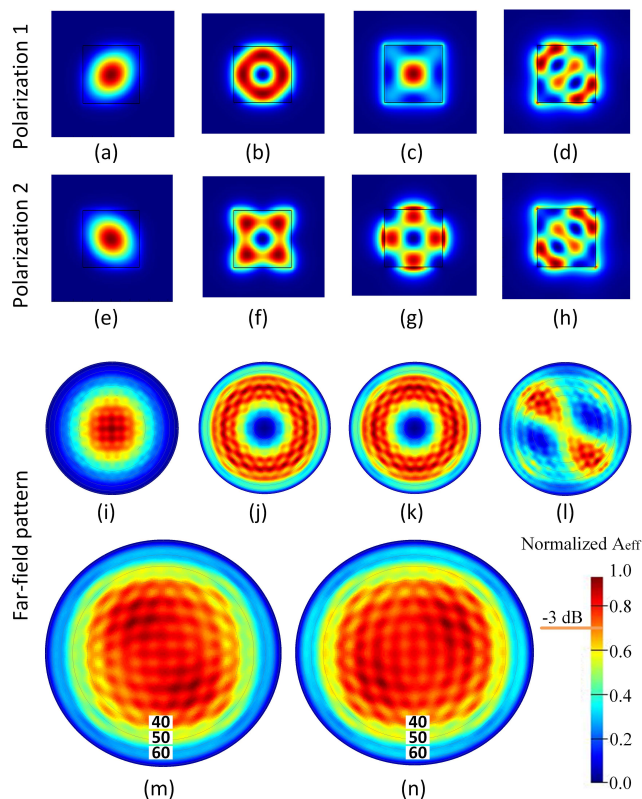 Polarization 1
(a) (b) (c) (d)
Polarization 2
(e) (f) (g) (h)
Far-field pattern
(i) (j) (k) (l)
Normalized Aeff
1.0
-3 dB
0.8
0.6
0.4
0.2
0.0
40 40
50 50
60 60
(m) (n)